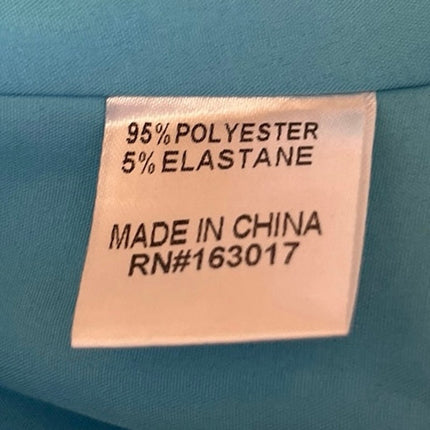 95% POLYESTER
5% ELASTANE
MADE IN CHINA
RN#163017